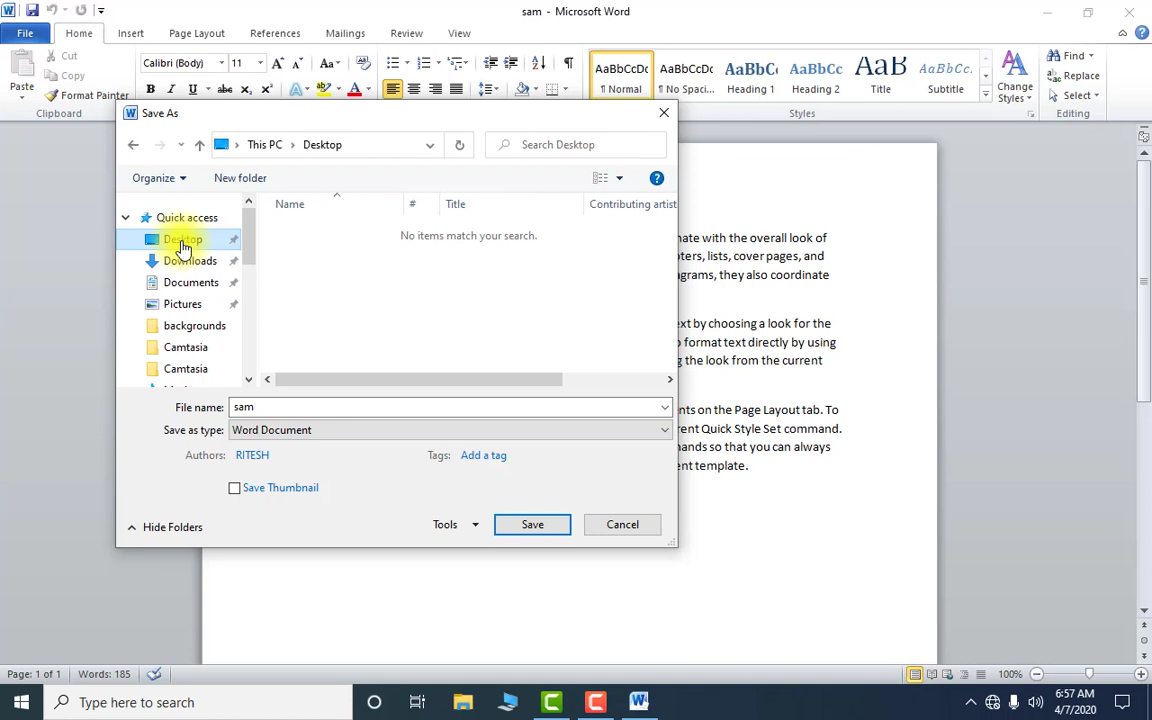 sam - Microsoft Word
File Home Insert Page Layout References Mailings Review View
Paste
Cut
Copy
Format Painter
Clipboard
Calibri (Body) 11
AaBbCcDc
¶ Normal
AaBbCcDc
¶ No Spaci...
AaBbC
Heading 1
AaBbCc
Heading 2
AaB
Title
AaBbCc.
Subtitle
Change
Styles
Styles
Find
Replace
Select
Editing
Save As
This PC Desktop
Search Desktop
Organize New folder
Name # Title Contributing artist
No items match your search.
Quick access
Desktop
Downloads
Documents
Pictures
backgrounds
Camtasia
Camtasia
File name: sam
Save as type: Word Document
Authors: RITESH Tags: Add a tag
Save Thumbnail
Hide Folders Tools Save Cancel
nate with the overall look of
ters, lists, cover pages, and
grams, they also coordinate
ext by choosing a look for the
o format text directly by using
g the look from the current
nts on the Page Layout tab. To
rent Quick Style Set command.
mands so that you can always
ent template.
Page: 1 of 1 Words: 185 100%
Type here to search
6:57 AM
4/7/2020